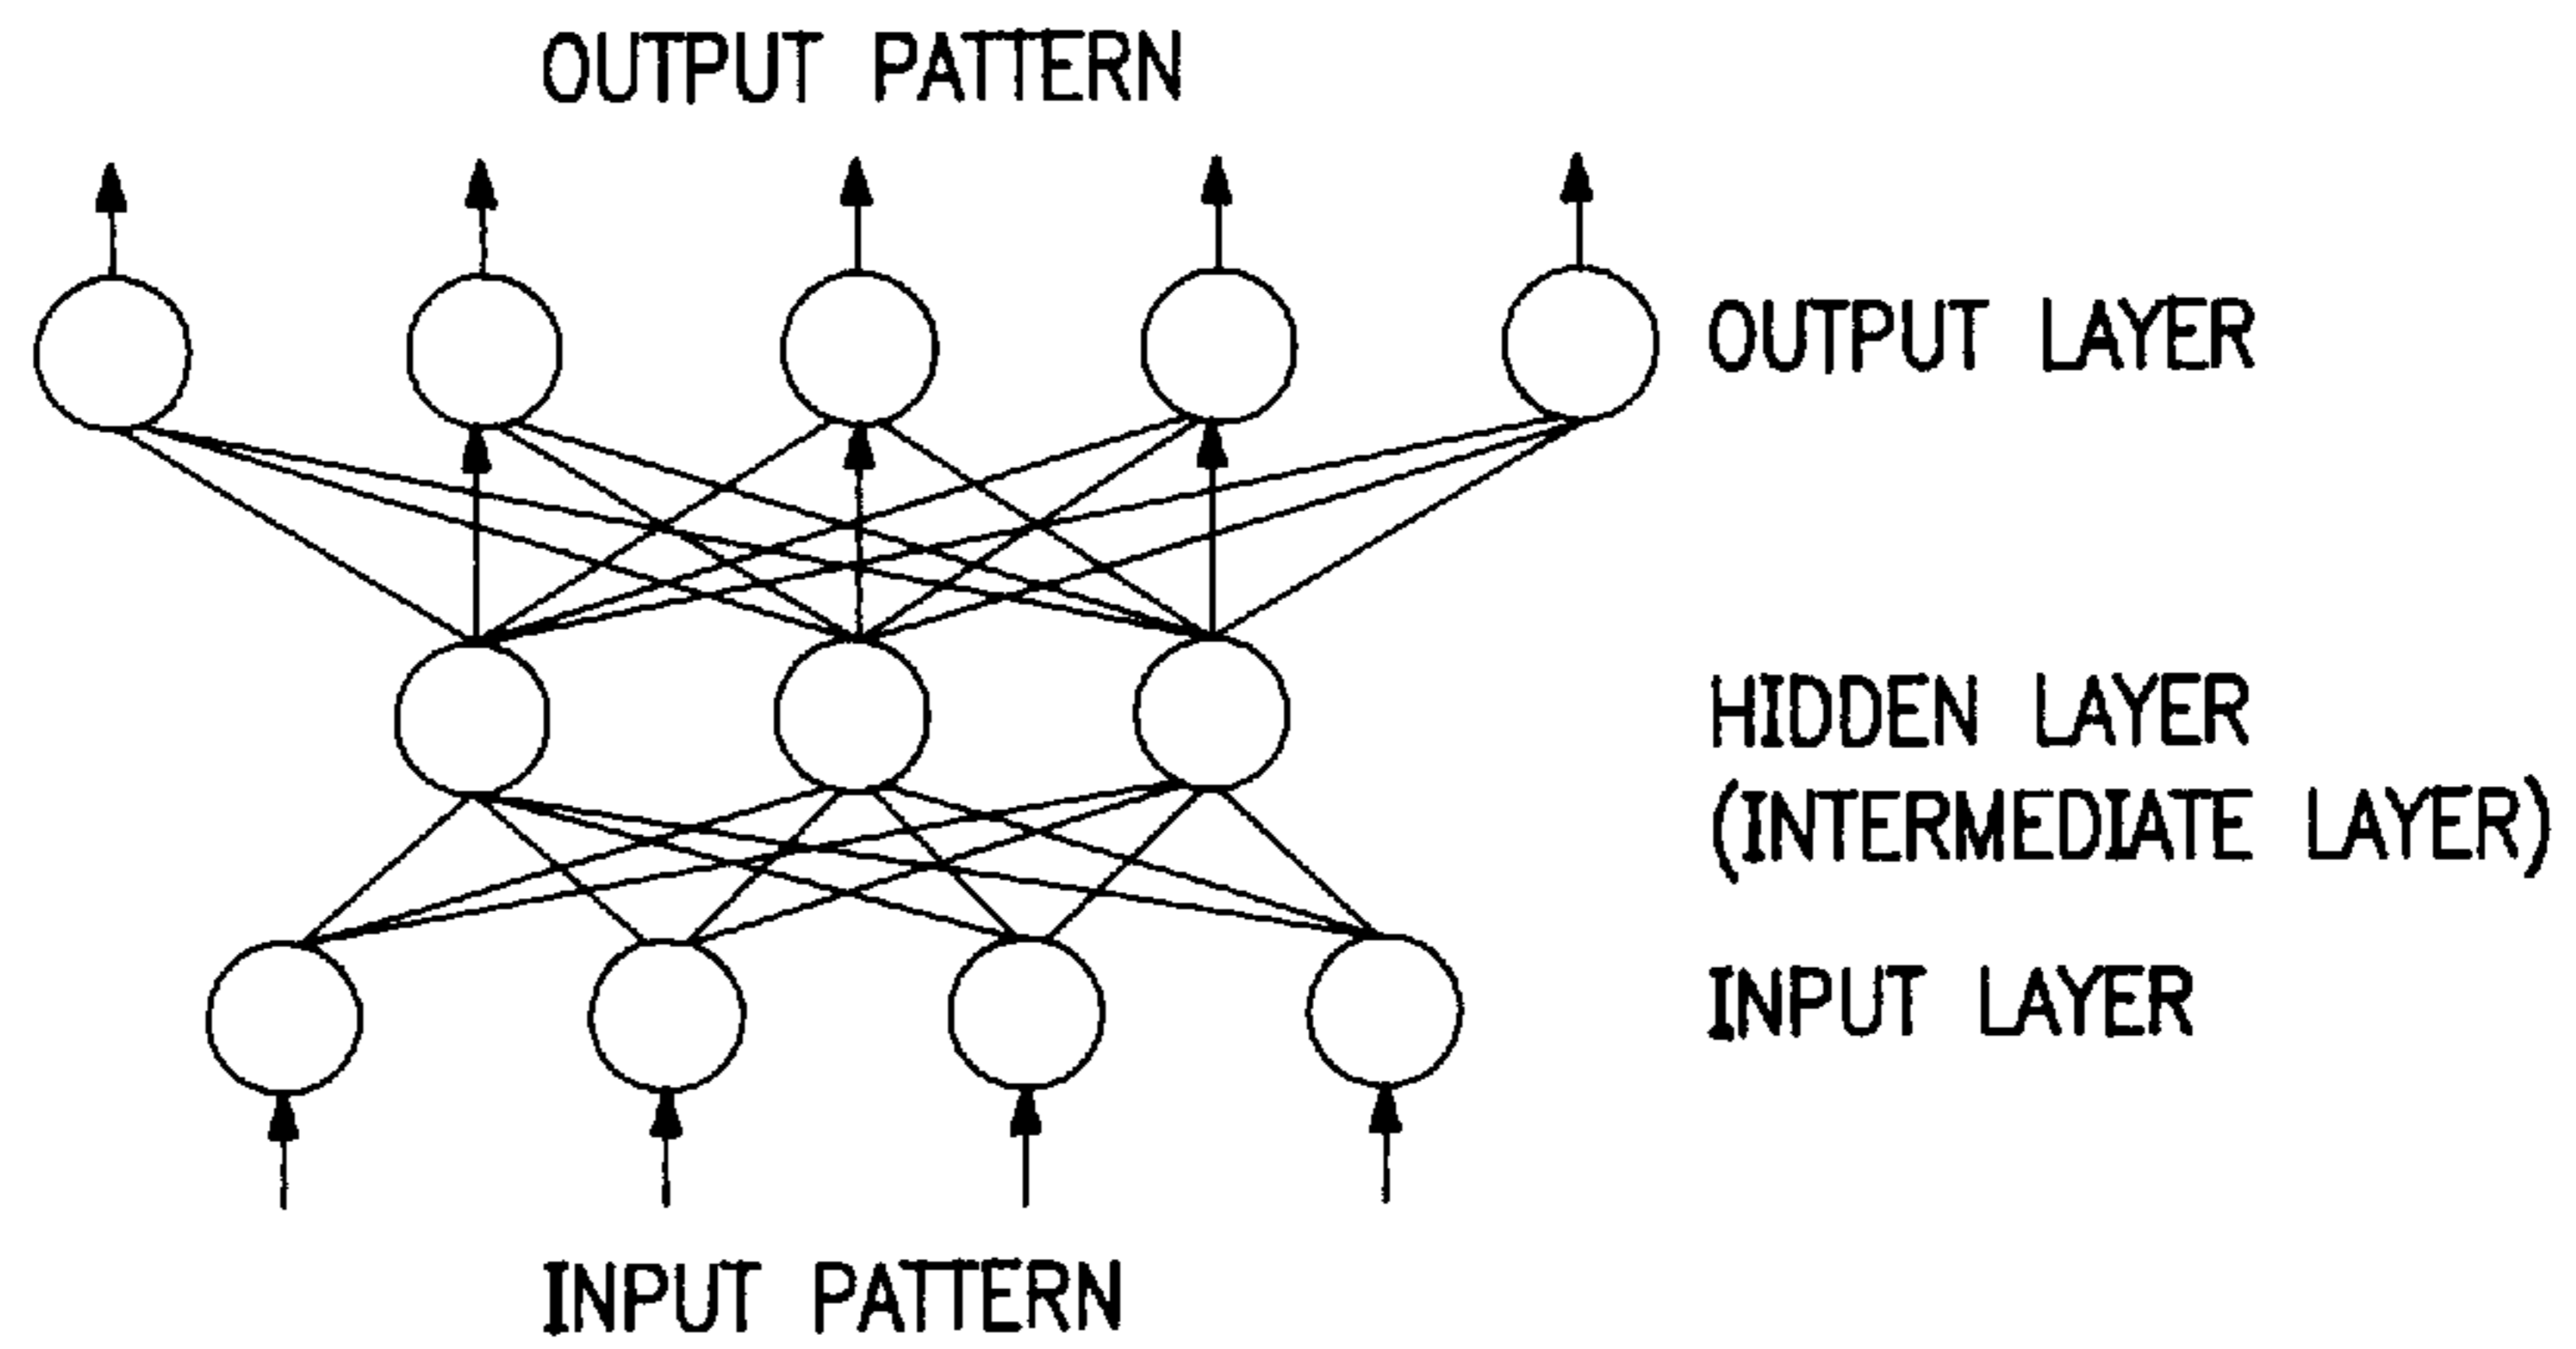 OUTPUT PATTERN
OUTPUT LAYER
HIDDEN LAYER
(INTERMEDIATE LAYER)
INPUT LAYER
INPUT PATTERN